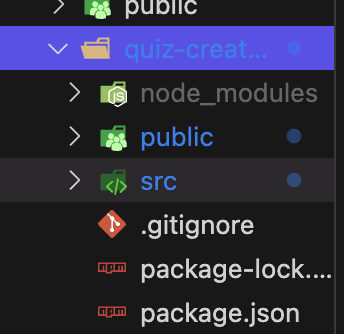 public
quiz-creat...
node_modules
public
src
.gitignore
package-lock....
package.json